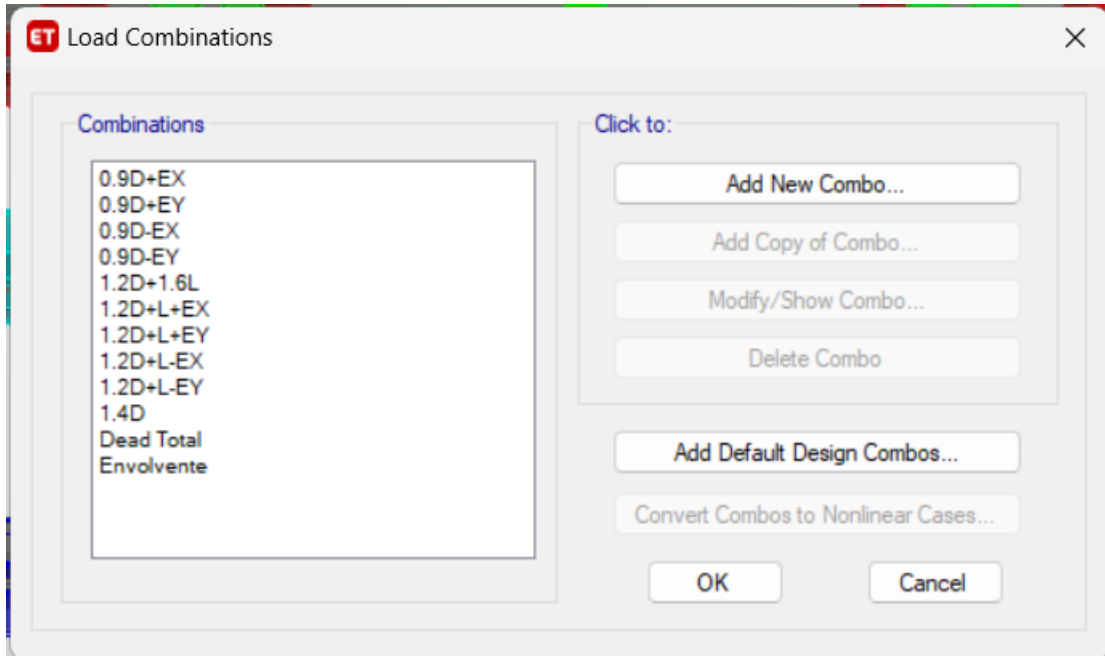 ET Load Combinations
Combinations
0.9D+EX
0.9D+EY
0.9D-EX
0.9D-EY
1.2D+1.6L
1.2D+L+EX
1.2D+L+EY
1.2D+L-EX
1.2D+L-EY
1.4D
Dead Total
Envolvente
Click to:
Add New Combo...
Add Copy of Combo...
Modify/Show Combo...
Delete Combo
Add Default Design Combos...
Convert Combos to Nonlinear Cases...
OK Cancel